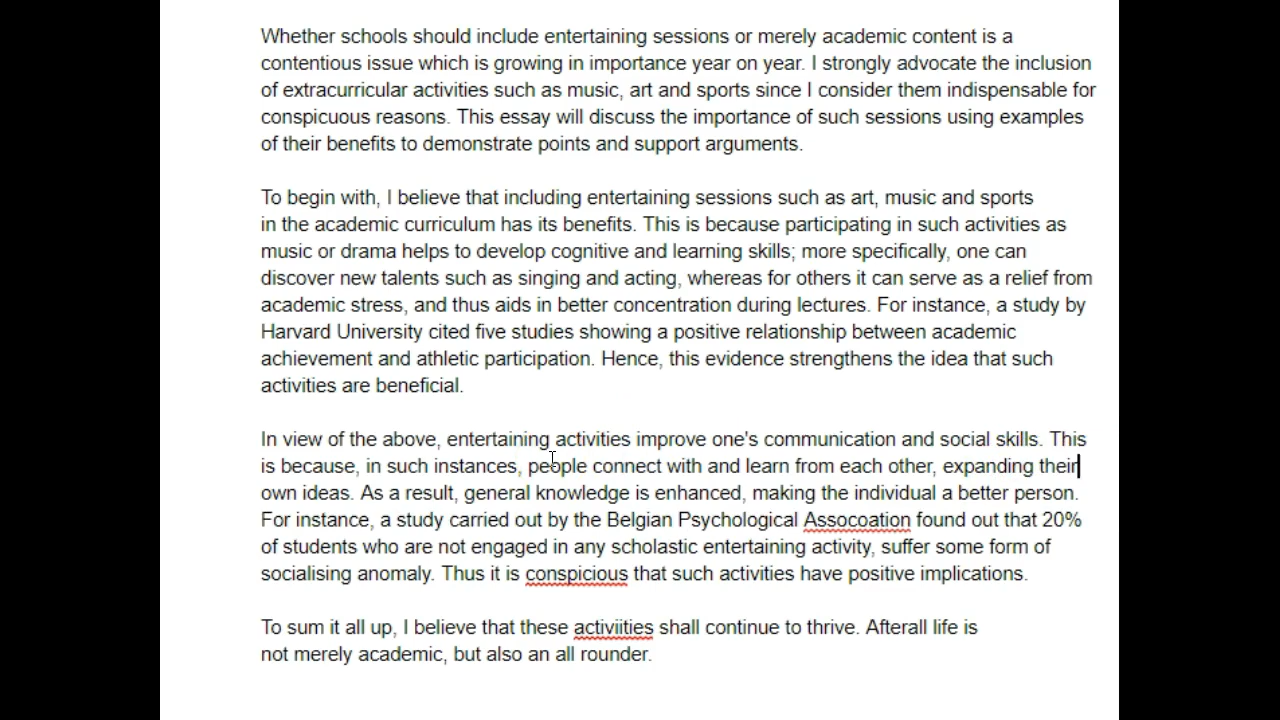 Whether schools should include entertaining sessions or merely academic content is a
contentious issue which is growing in importance year on year. I strongly advocate the inclusion
of extracurricular activities such as music, art and sports since I consider them indispensable for
conspicuous reasons. This essay will discuss the importance of such sessions using examples
of their benefits to demonstrate points and support arguments.
To begin with, I believe that including entertaining sessions such as art, music and sports
in the academic curriculum has its benefits. This is because participating in such activities as
music or drama helps to develop cognitive and learning skills; more specifically, one can
discover new talents such as singing and acting, whereas for others it can serve as a relief from
academic stress, and thus aids in better concentration during lectures. For instance, a study by
Harvard University cited five studies showing a positive relationship between academic
achievement and athletic participation. Hence, this evidence strengthens the idea that such
activities are beneficial.
In view of the above, entertaining activities improve one's communication and social skills. This
is because, in such instances, people connect with and learn from each other, expanding their
own ideas. As a result, general knowledge is enhanced, making the individual a better person.
For instance, a study carried out by the Belgian Psychological Assocoation found out that 20%
of students who are not engaged in any scholastic entertaining activity, suffer some form of
socialising anomaly. Thus it is conspicious that such activities have positive implications.
To sum it all up, I believe that these activiities shall continue to thrive. Afterall life is
not merely academic, but also an all rounder.